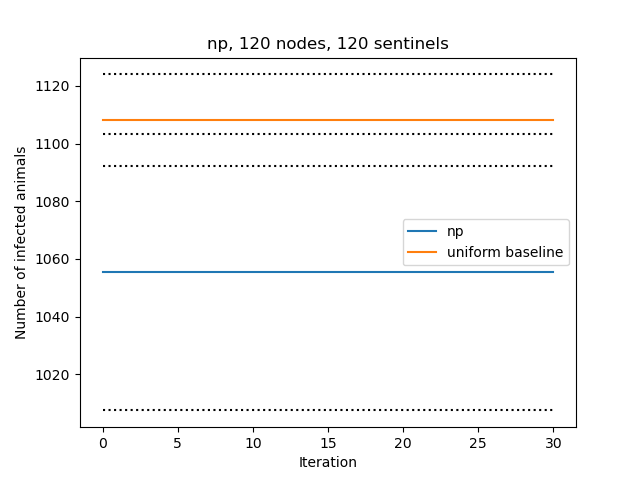 np, 120 nodes, 120 sentinels
Number of infected animals
1120
1100
1080
1060
1040
1020
np
uniform baseline
0 5 10 15 20 25 30
Iteration